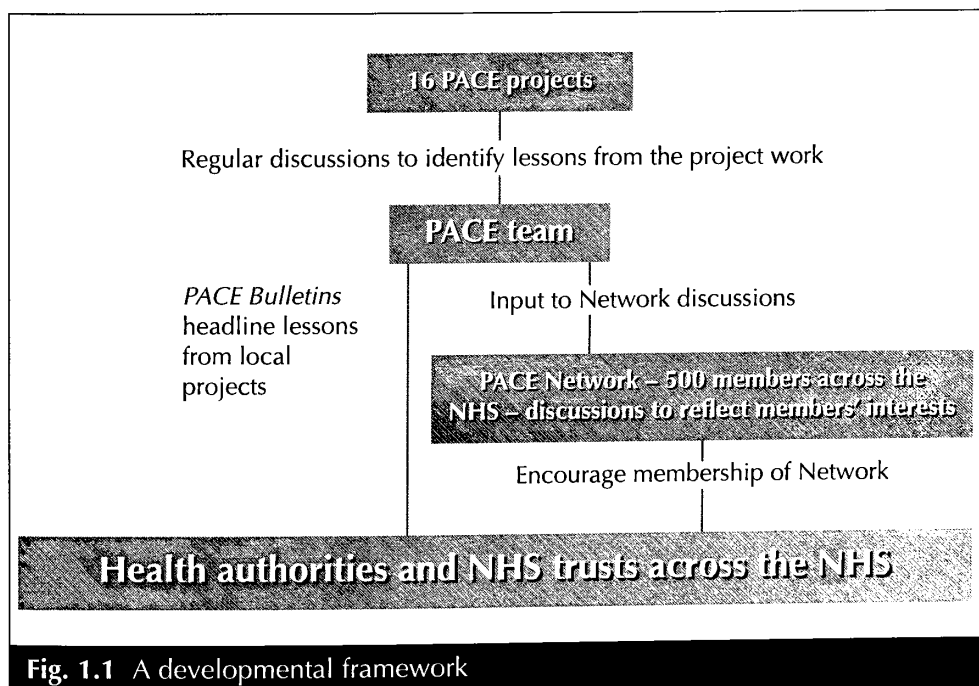 16 PACE projects
Regular discussions to identify lessons from the project work
PACE team
PACE Bulletins
headline lessons
from local
projects
Input to Network discussions
PACE Network – 500 members across the
NHS – discussions to reflect members' interests
Encourage membership of Network
Health authorities and NHS trusts across the NHS
Fig. 1.1 A developmental framework